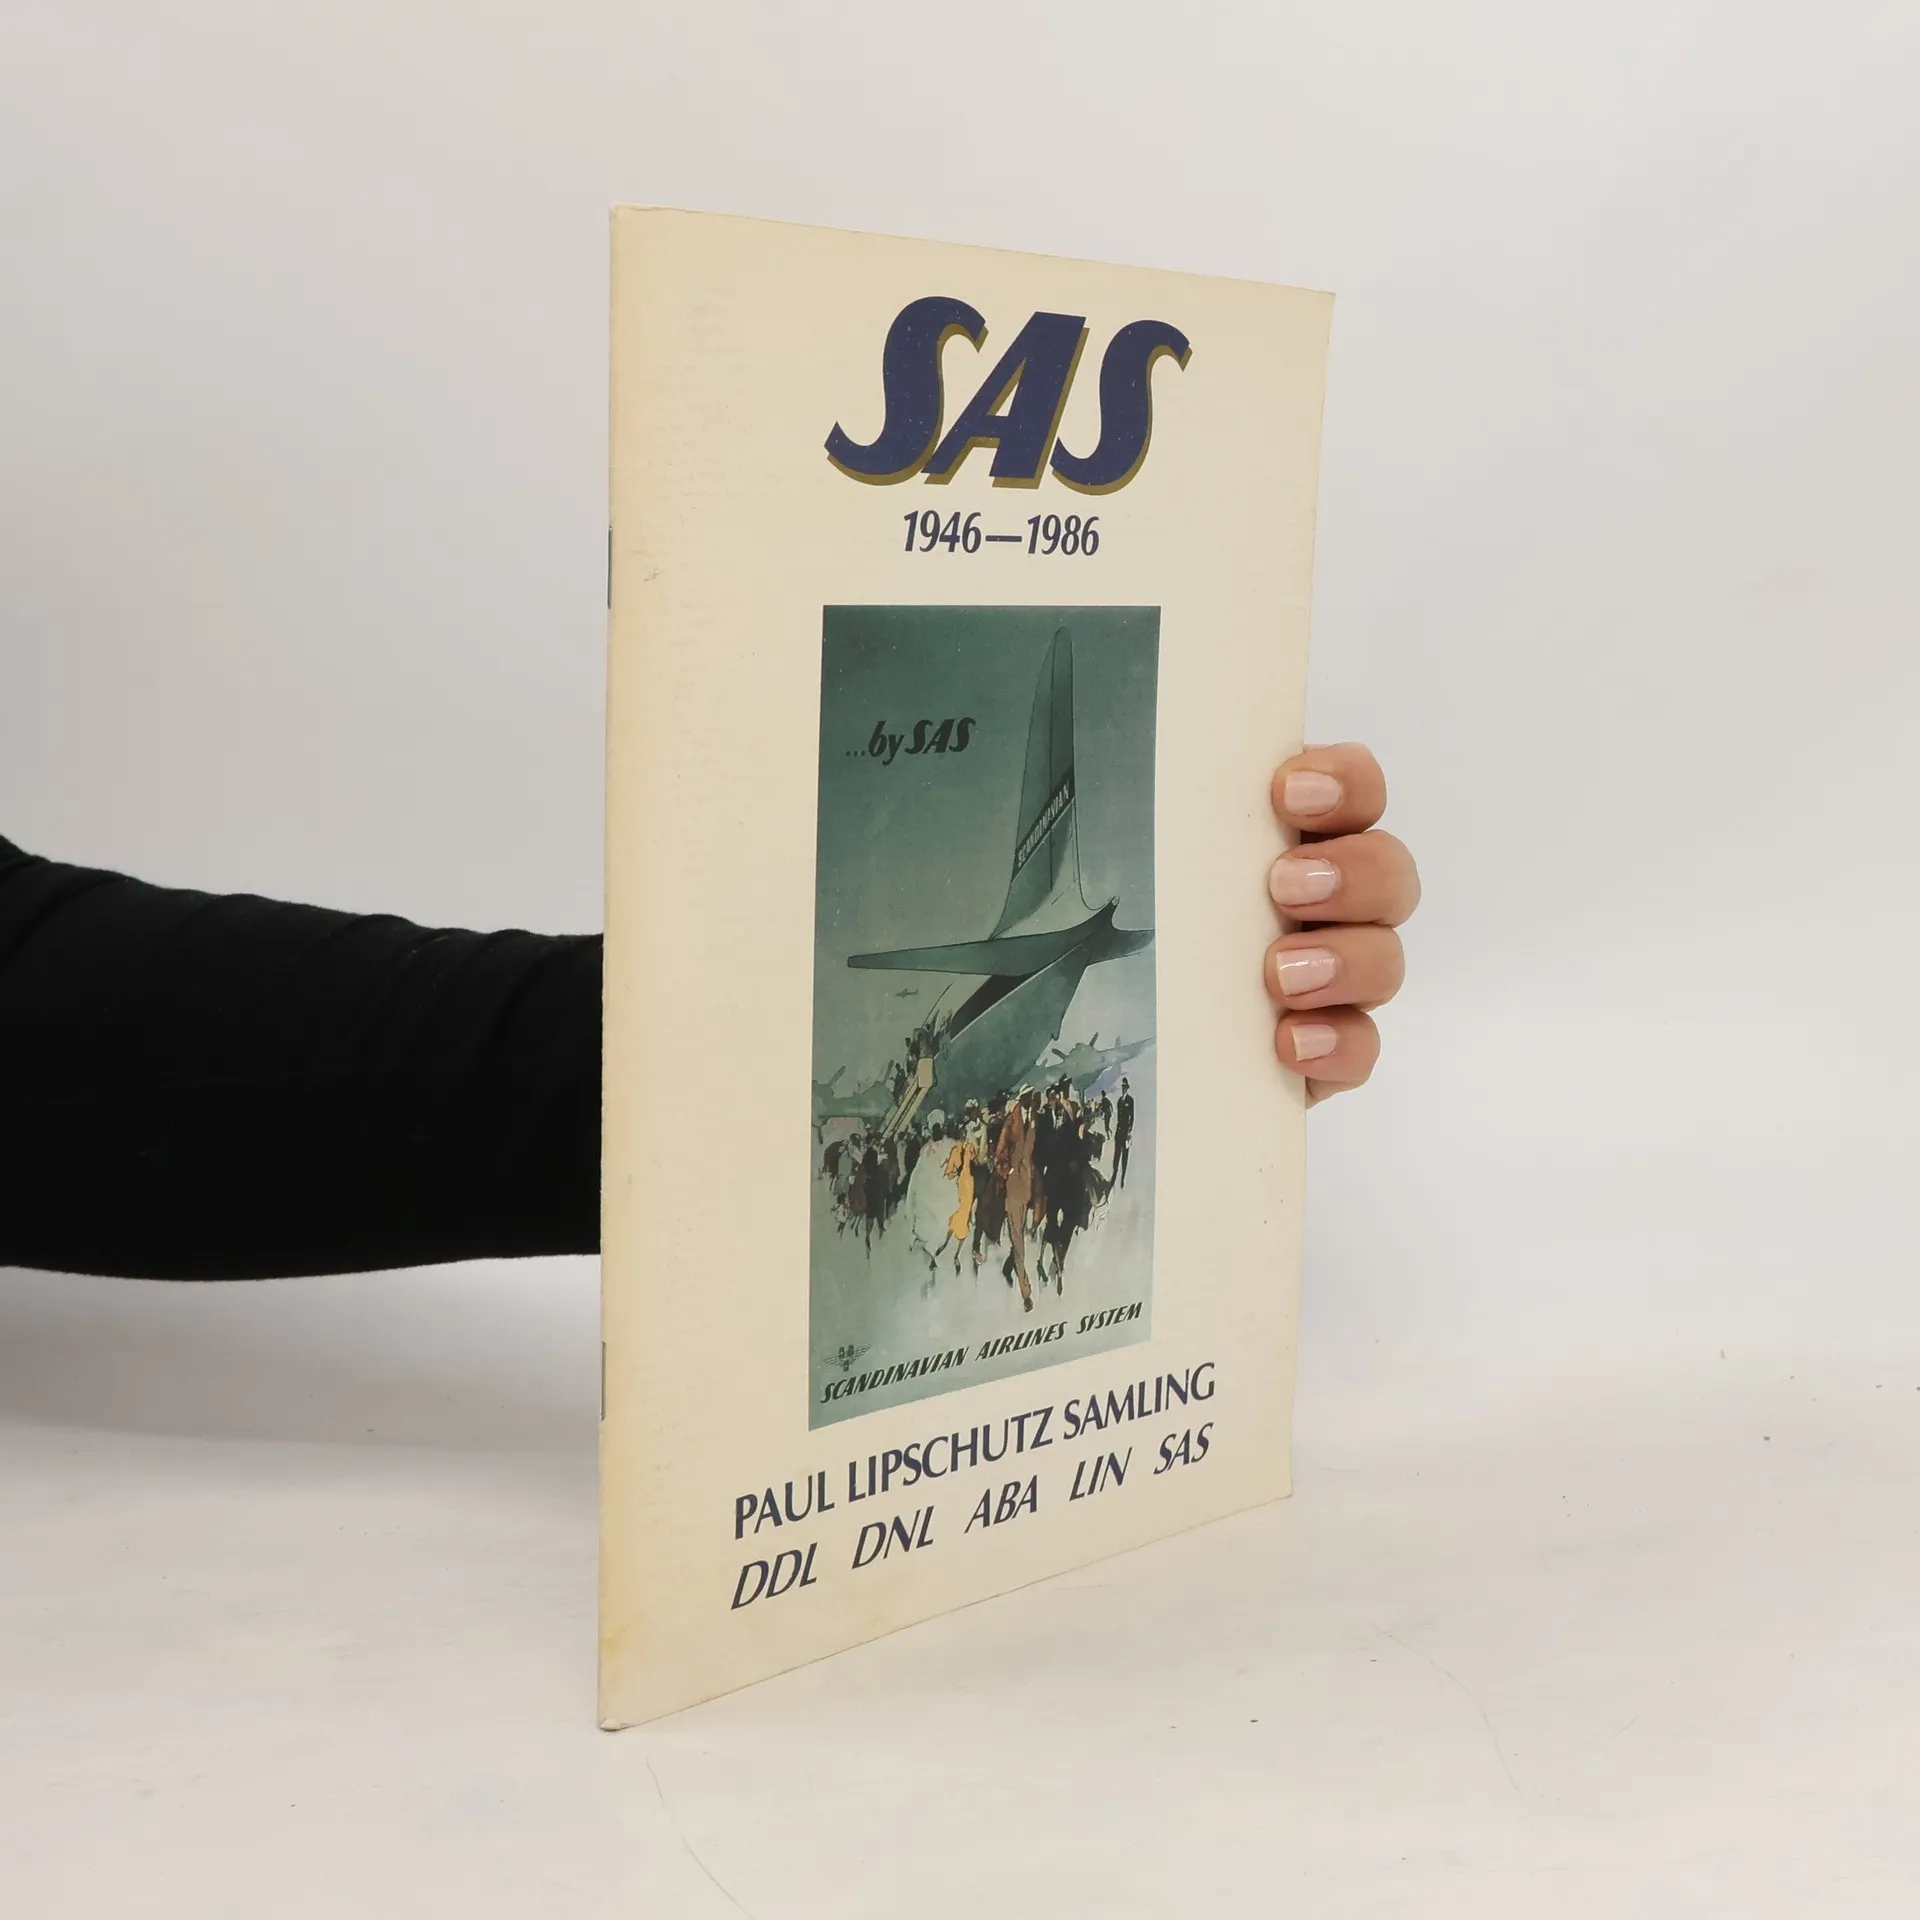 SAS
1946—1986
...by SAS
SCANDINAVIAN
SCANDINAVIAN AIRLINES SYSTEM
PAUL LIPSCHUTZ SAMLING
DDL DNL ABA LIN SAS